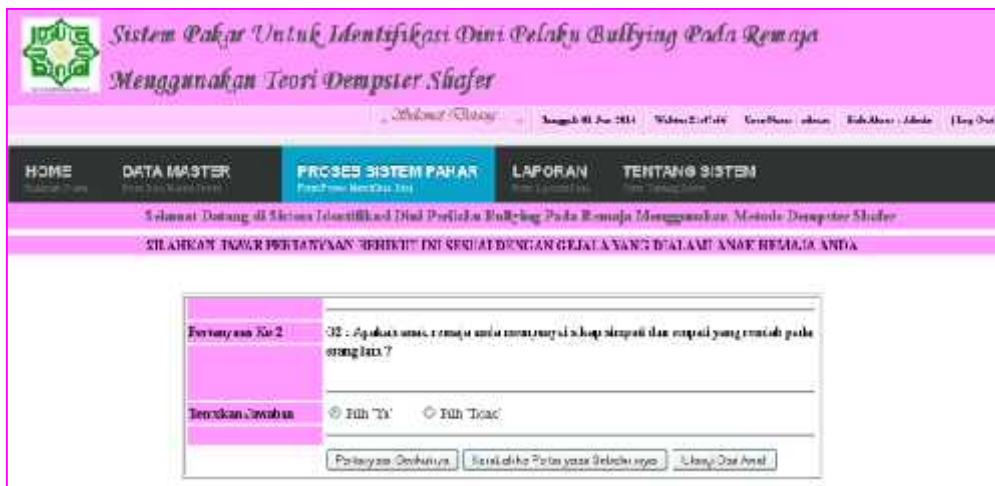 Sistem Pakar Untuk Identifikasi Dini Pelaku Bullying Pada Remaja
Menggunakan Teori Dempster Shafer
Selamat Datang
HOME DATA MASTER PROSES SISTEM PAKAR LAPORAN TENTANG SISTEM
Selamat Datang di Sistem Identifikasi Dini Perilaku Bullying Pada Remaja Menggunakan Metode Dempster Shafer
SILAHKAN JAWAB PERTANYAAN BERIKUT INI SESUAI DENGAN GEJALA YANG DIALAMI ANAK REMAJA ANDA
Pertanyaan Ke 2
: Apakah anak remaja anda mempunyai sikap simpati dan empati yang rendah pada
orang lain ?
Tentukan Jawaban
Pilih 'Ya' Pilih 'Tidak'
Pertanyaan Berikutnya Kembali ke Pertanyaan Sebelumnya Ulangi Dari Awal